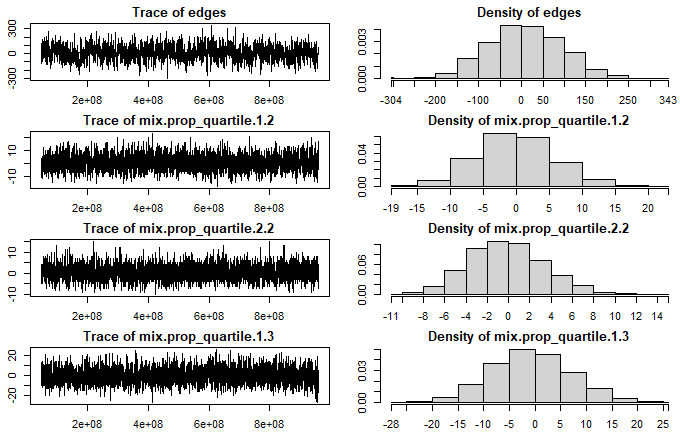 Trace of edges
300
0
-300
2e+08 4e+08 6e+08 8e+08
Density of edges
0.003
0.000
-304 -200 -100 0 50 150 250 343
Trace of mix.prop_quartile.1.2
10
-10
2e+08 4e+08 6e+08 8e+08
Density of mix.prop_quartile.1.2
0.04
0.00
-19 -15 -10 -5 0 5 10 15 20
Trace of mix.prop_quartile.2.2
10
0
-10
2e+08 4e+08 6e+08 8e+08
Density of mix.prop_quartile.2.2
0.06
0.00
-11 -8 -6 -4 -2 0 2 4 6 8 10 12 14
Trace of mix.prop_quartile.1.3
20
0
-20
2e+08 4e+08 6e+08 8e+08
Density of mix.prop_quartile.1.3
0.03
0.00
-28 -20 -15 -10 -5 0 5 10 15 20 25